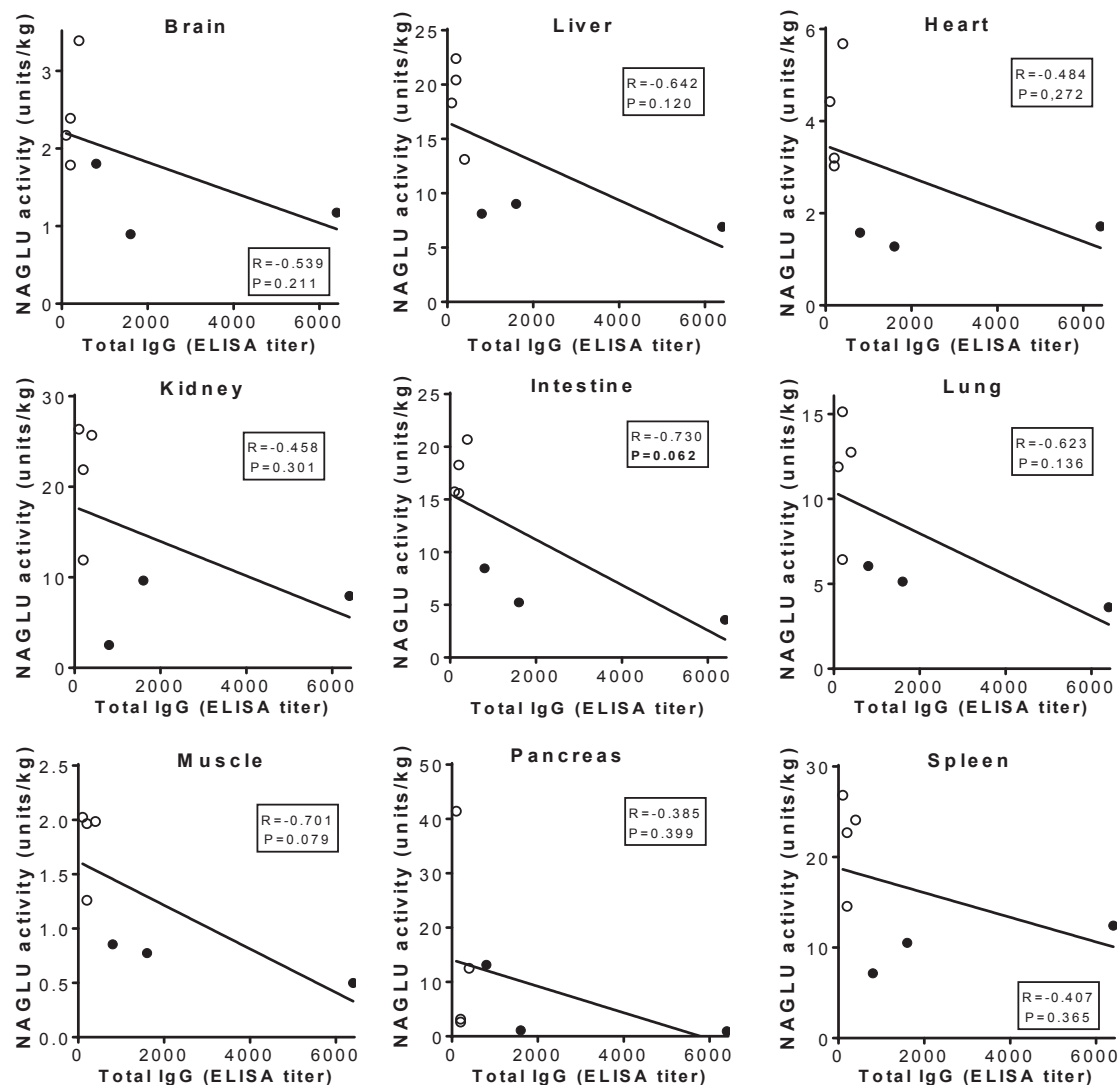 Brain
NAGLU activity (units/kg)
3
2
1
0
R=-0.539
P=0.211
0 2000 4000 6000
Total IgG (ELISA titer)
Liver
NAGLU activity (units/kg)
25
20
15
10
5
0
R=-0.642
P=0.120
0 2000 4000 6000
Total IgG (ELISA titer)
Heart
NAGLU activity (units/kg)
6
4
2
0
R=-0.484
P=0,272
0 2000 4000 6000
Total IgG (ELISA titer)
Kidney
NAGLU activity (units/kg)
30
20
10
0
R=-0.458
P=0.301
0 2000 4000 6000
Total IgG (ELISA titer)
Intestine
NAGLU activity (units/kg)
25
20
15
10
5
0
R=-0.730
P=0.062
0 2000 4000 6000
Total IgG (ELISA titer)
Lung
NAGLU activity (units/kg)
15
10
5
0
R=-0.623
P=0.136
0 2000 4000 6000
Total IgG (ELISA titer)
Muscle
NAGLU activity (units/kg)
2.5
2.0
1.5
1.0
0.5
0.0
R=-0.701
P=0.079
0 2000 4000 6000
Total IgG (ELISA titer)
Pancreas
NAGLU activity (units/kg)
50
40
30
20
10
0
R=-0.385
P=0.399
0 2000 4000 6000
Total IgG (ELISA titer)
Spleen
NAGLU activity (units/kg)
30
20
10
0
R=-0.407
P=0.365
0 2000 4000 6000
Total IgG (ELISA titer)